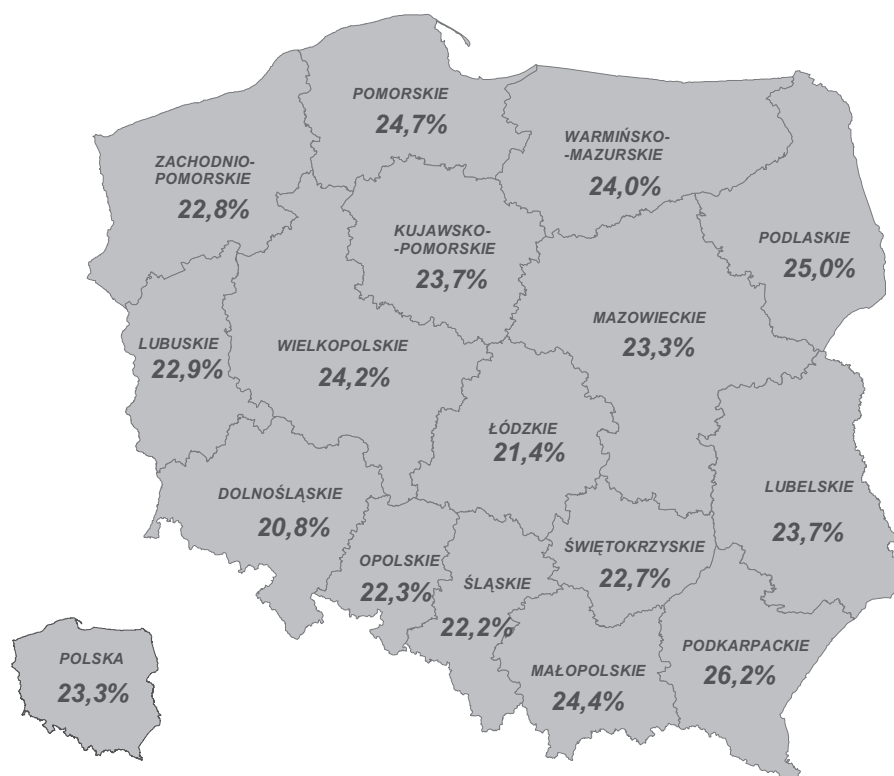 POMORSKIE
24,7%
WARMIŃSKO-
-MAZURSKIE
24,0%
ZACHODNIO-
POMORSKIE
22,8%
KUJAWSKO-
-POMORSKIE
23,7%
PODLASKIE
25,0%
MAZOWIECKIE
23,3%
LUBUSKIE
22,9%
WIELKOPOLSKIE
24,2%
ŁÓDZKIE
21,4%
LUBELSKIE
23,7%
DOLNOŚLĄSKIE
20,8%
OPOLSKIE
22,3%
ŚLĄSKIE
22,2%
ŚWIĘTOKRZYSKIE
22,7%
PODKARPACKIE
26,2%
MAŁOPOLSKIE
24,4%
POLSKA
23,3%